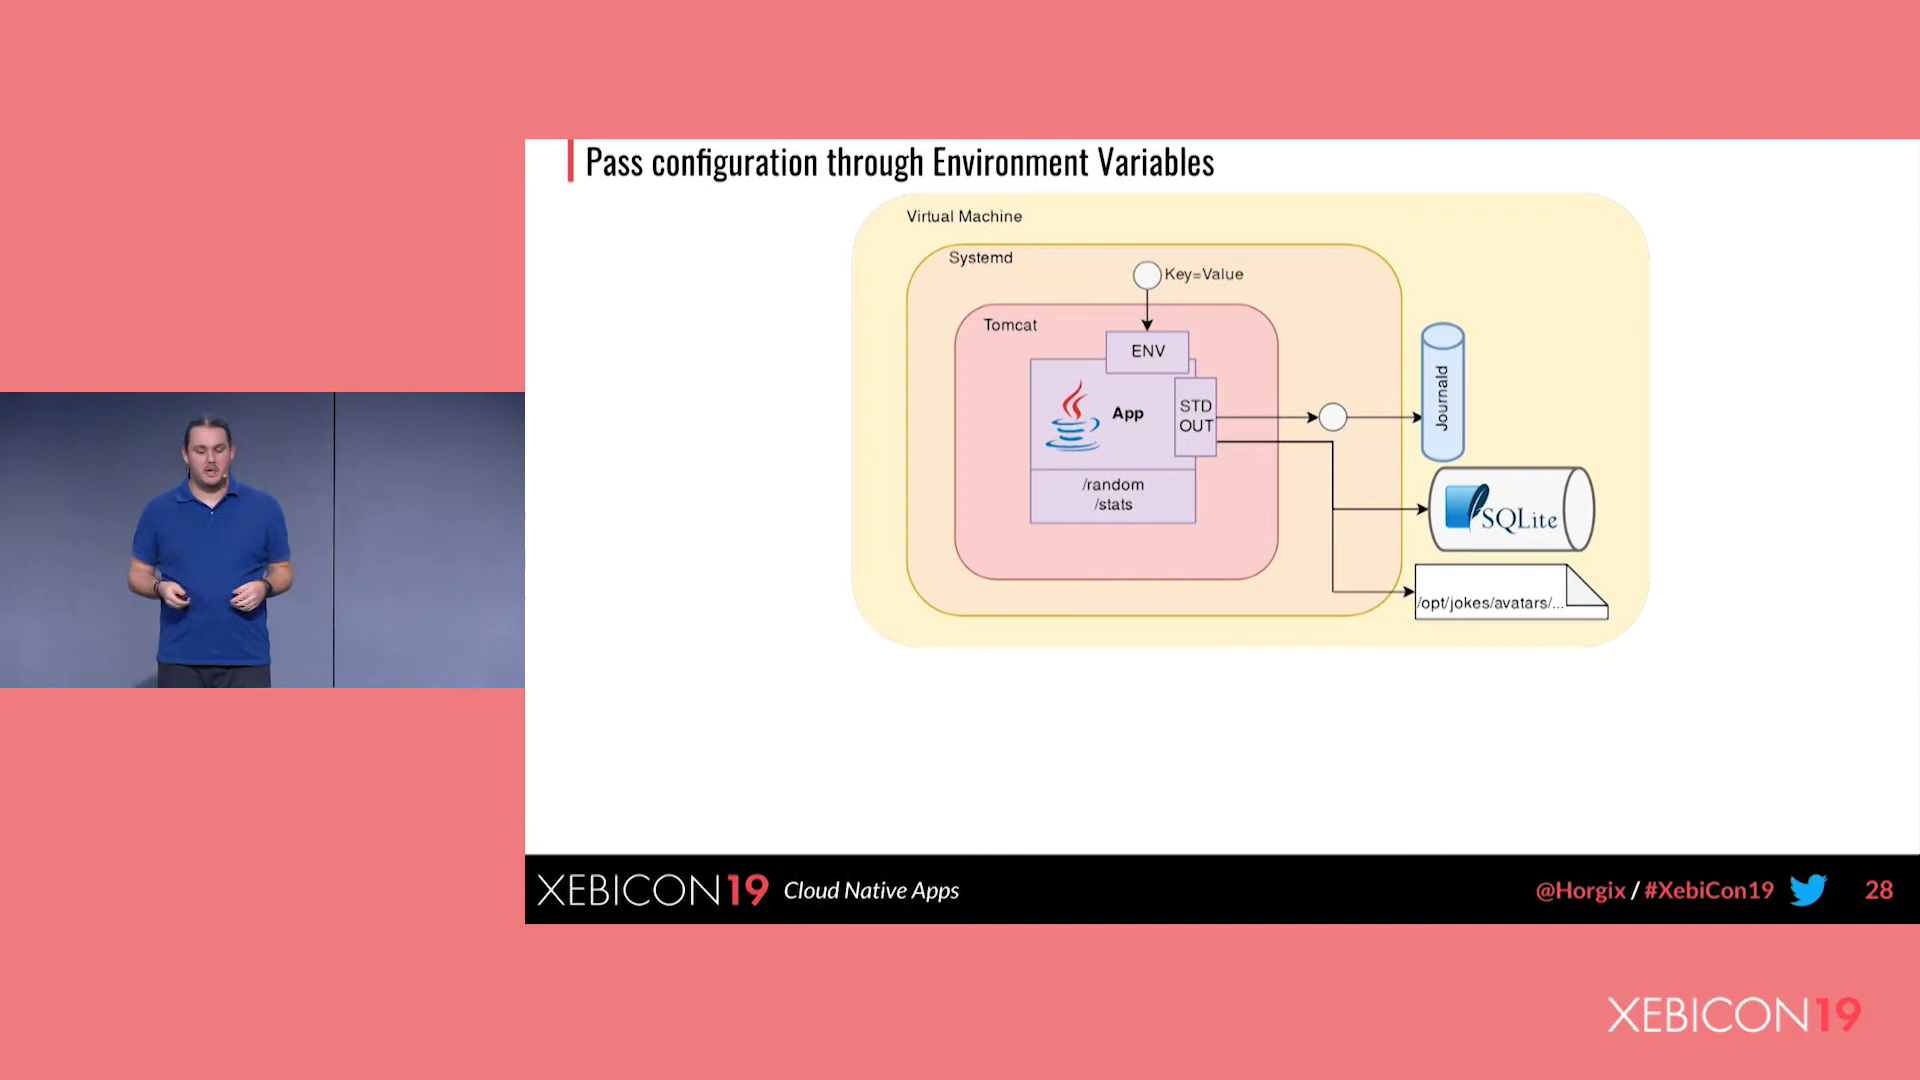 Pass configuration through Environment Variables
Virtual Machine
Systemd
Key=Value
Tomcat
ENV
App
STD
OUT
/random
/stats
Journald
SQLite
/opt/jokes/avatars/...
XEBICON19 Cloud Native Apps
@Horgix / #XebiCon19 28
XEBICON19